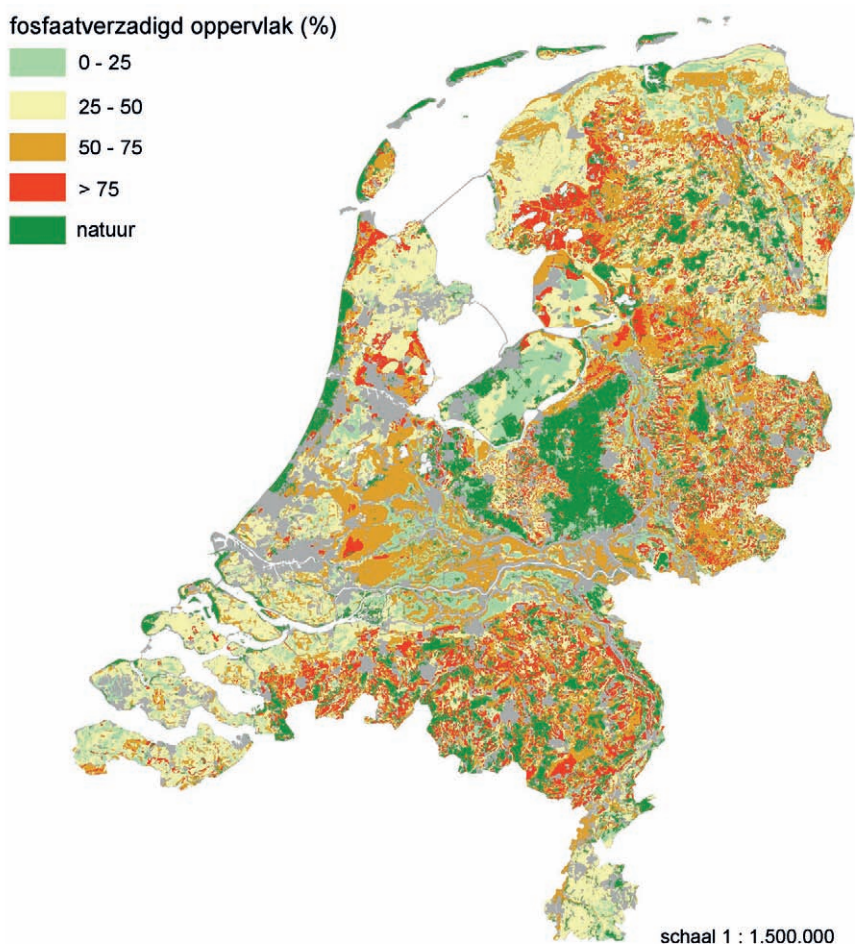 fosfaatverzadigd oppervlak (%)
0 - 25
25 - 50
50 - 75
> 75
natuur
schaal 1 : 1.500.000